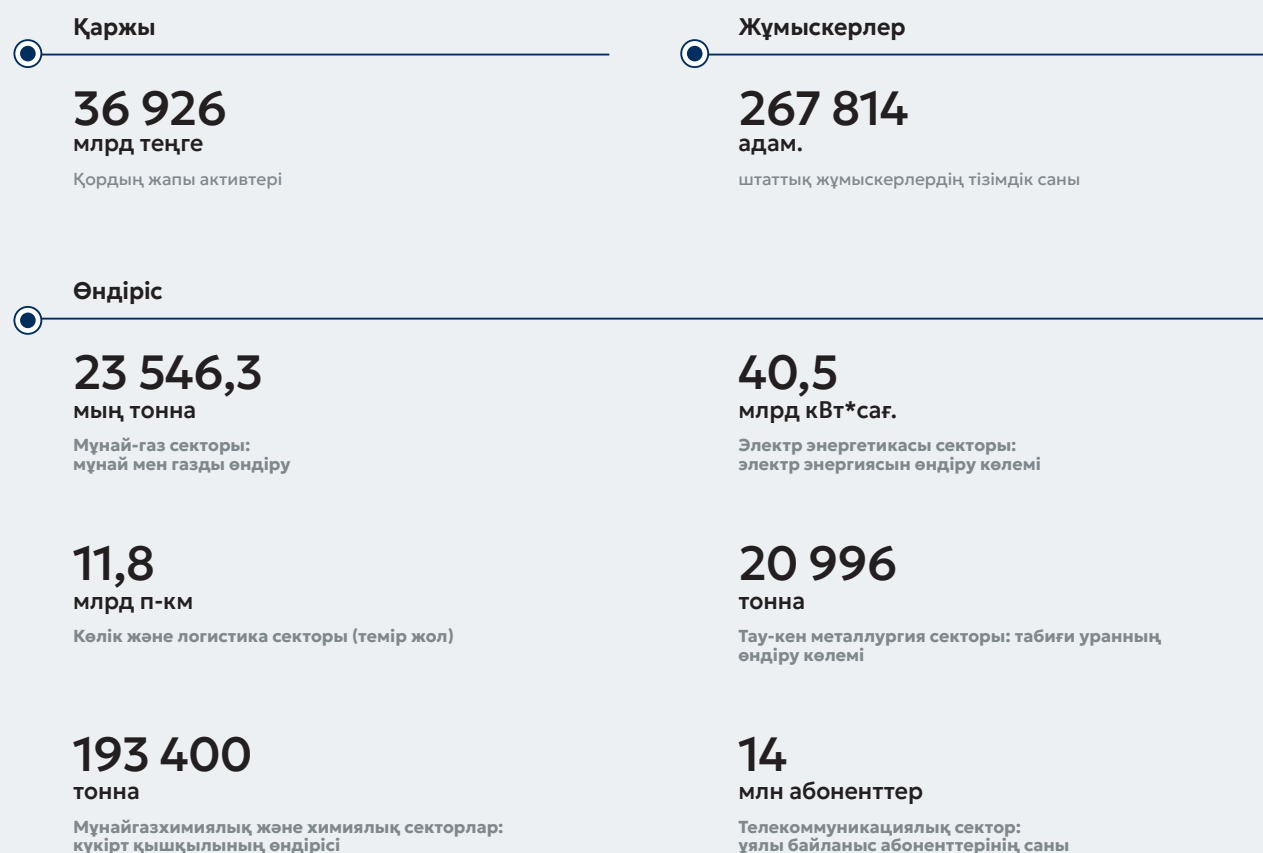 Қаржы
36 926
млрд теңге
Қордың жапы активтері
Жұмыскерлер
267 814
адам.
штаттық жұмыскерлердің тізімдік саны
Өндіріс
23 546,3
мың тонна
Мұнай-газ секторы:
мұнай мен газды өндіру
40,5
млрд кВт*сағ.
Электр энергетикасы секторы:
электр энергиясын өндіру көлемі
11,8
млрд п-км
Көлік және логистика секторы (темір жол)
20 996
тонна
Тау-кен металлургия секторы: табиғи уранның
өндіру көлемі
193 400
тонна
Мұнайгазхимиялық және химиялық секторлар:
күкірт қышқылының өндірісі
14
млн абоненттер
Телекоммуникациялық сектор:
ұялы байланыс абоненттерінің саны